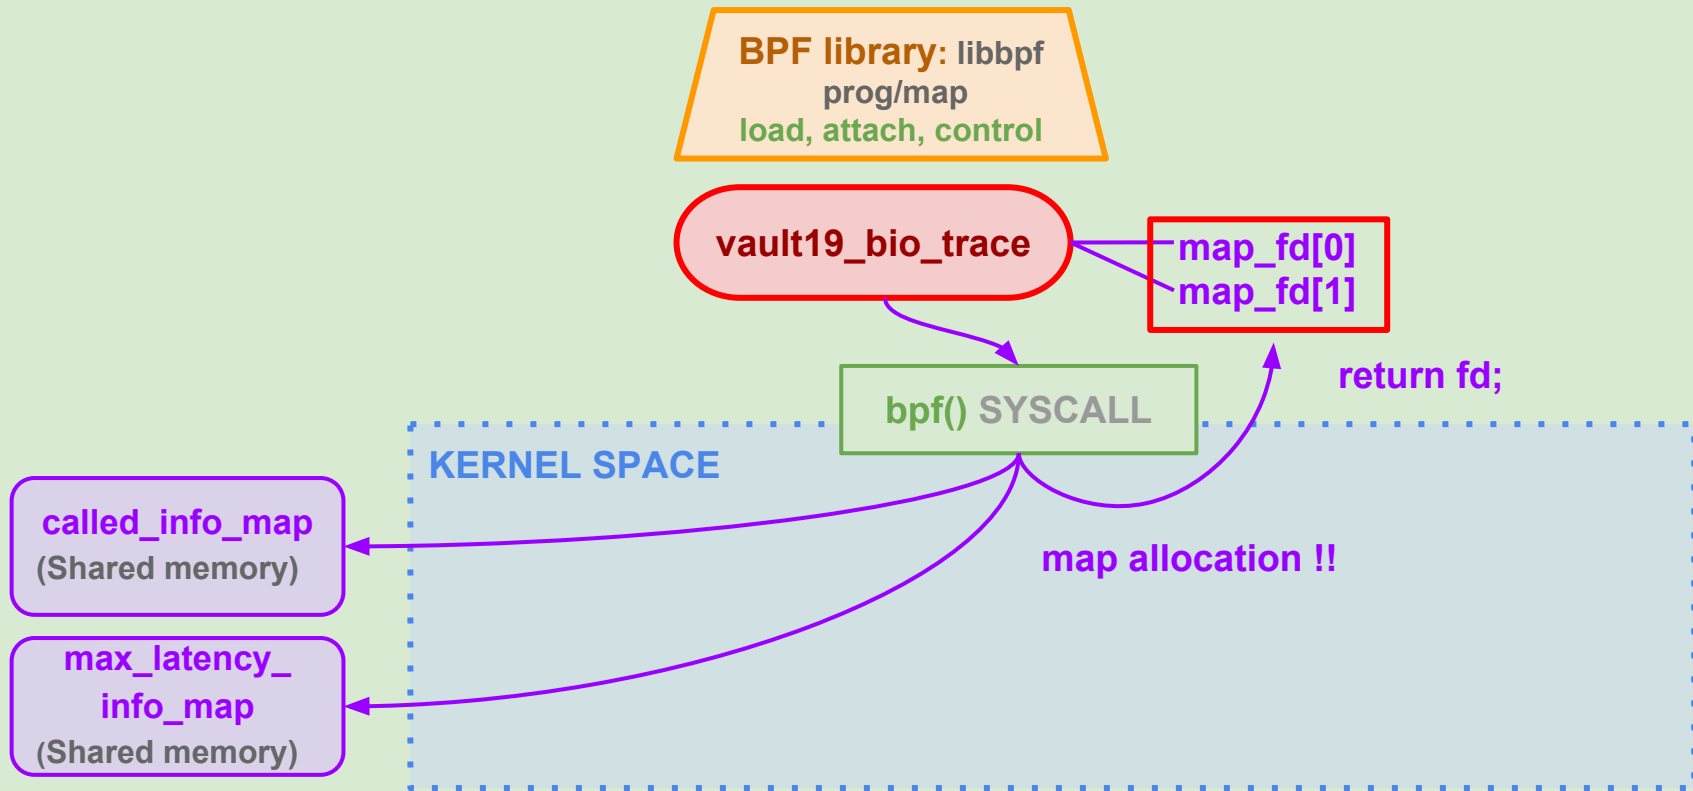 BPF library: libbpf
prog/map
load, attach, control
vault19_bio_trace
map_fd[0]
map_fd[1]
return fd;
bpf() SYSCALL
KERNEL SPACE
called_info_map
(Shared memory)
map allocation !!
max_latency_
info_map
(Shared memory)